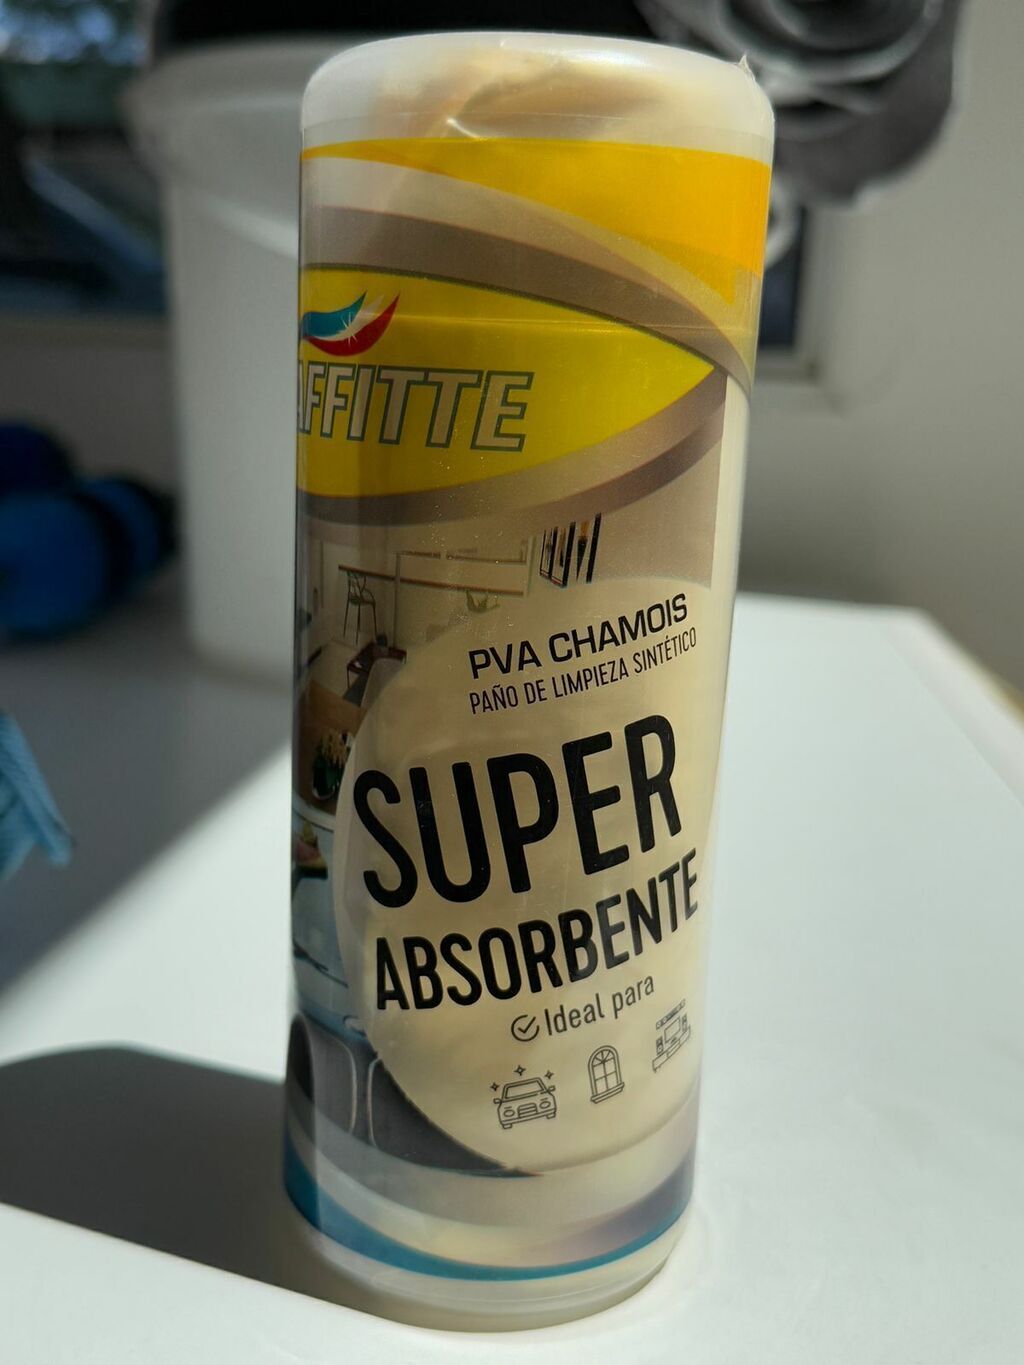 AFFITTE
PVA CHAMOIS
PAÑO DE LIMPIEZA SINTÉTICO
SUPER
ABSORBENTE
Ideal para